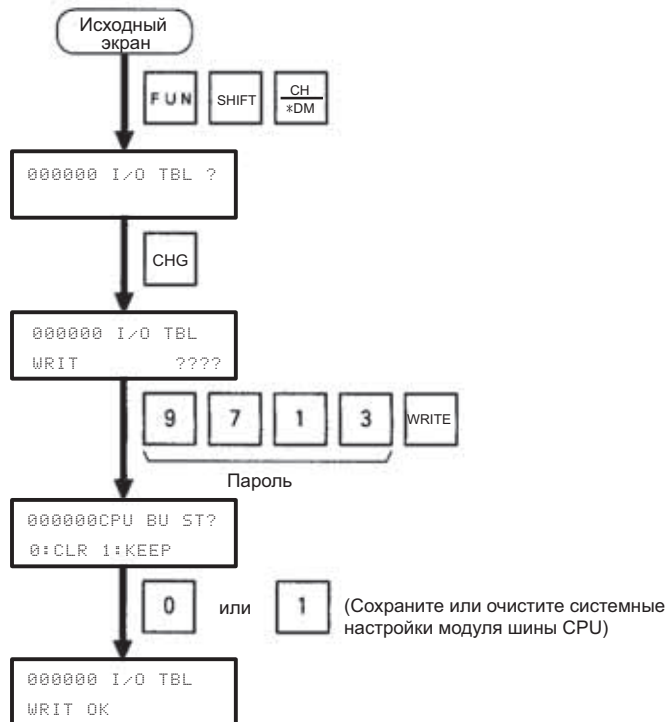 Исходный
экран
FUN SHIFT CH
*DM
000000 I/O TBL ?
CHG
000000 I/O TBL
WRIT ????
9 7 1 3 WRITE
Пароль
000000CPU BU ST?
0:CLR 1:KEEP
0 или 1 (Сохраните или очистите системные
настройки модуля шины CPU)
000000 I/O TBL
WRIT OK